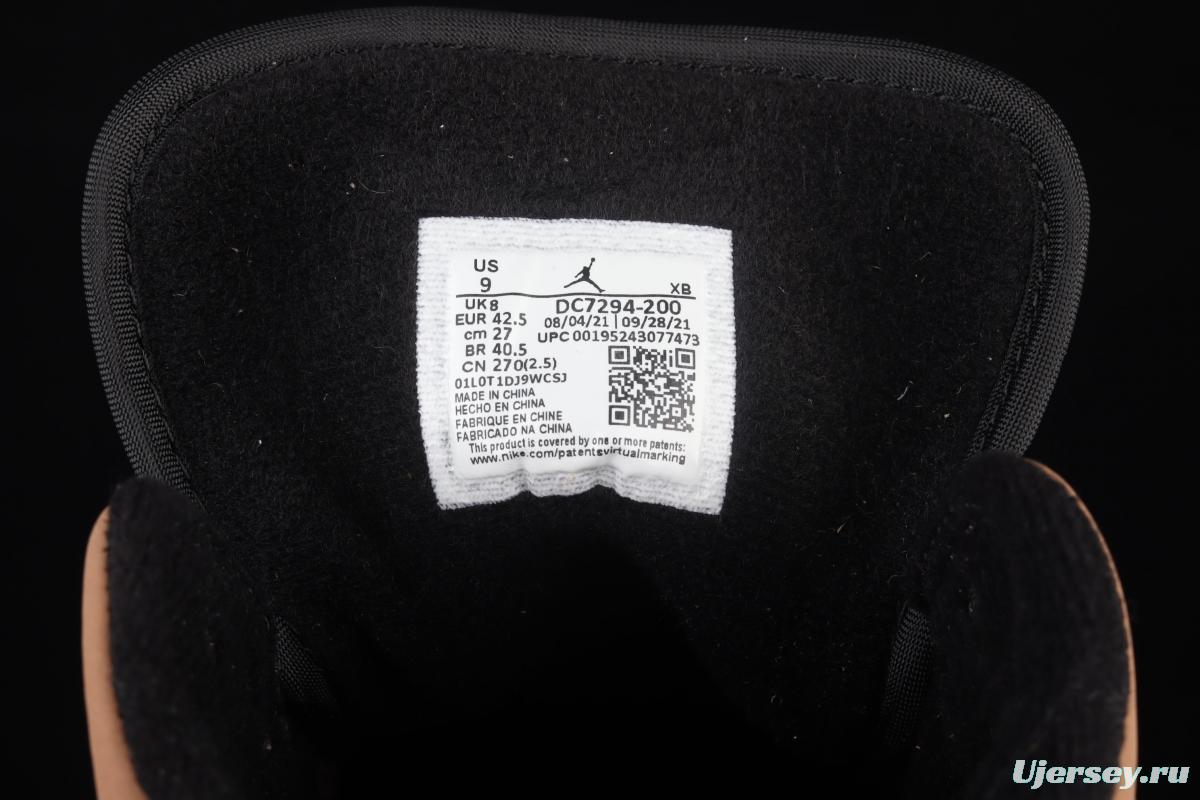 US
9
XB
UK 8
DC7294-200
EUR 42.5
08/04/21 | 09/28/21
cm 27
UPC 00195243077473
BR 40.5
CN 270(2.5)
01L0T1DJ9WCSJ
MADE IN CHINA
HECHO EN CHINA
FABRIQUE EN CHINE
FABRICADO NA CHINA
This product is covered by one or more patents:
www.nike.com/patentsvirtualmarking
Ujersey.ru